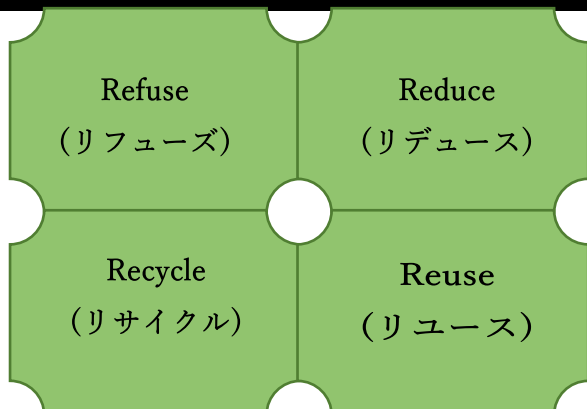 Refuse
(リフューズ)
Reduce
(リデュース)
Recycle
(リサイクル)
Reuse
(リユース)